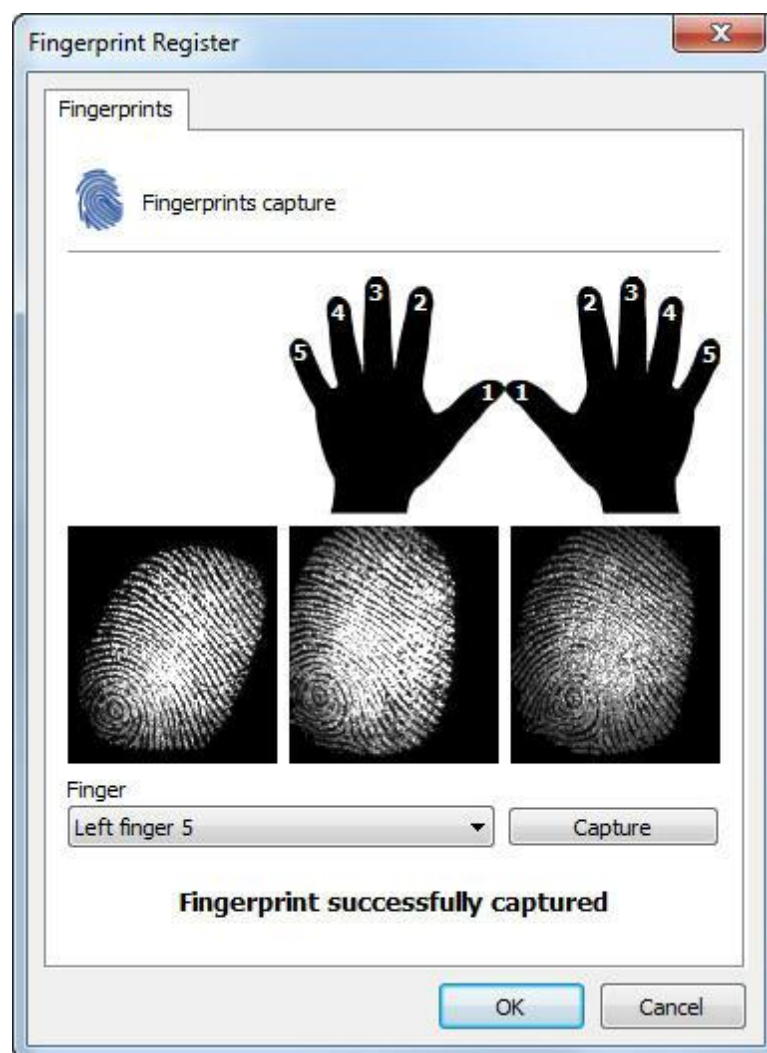 Fingerprint Register
Fingerprints
Fingerprints capture
3 2 2 3
4 4
5 5
1 1
Finger
Left finger 5
Capture
Fingerprint successfully captured
OK Cancel